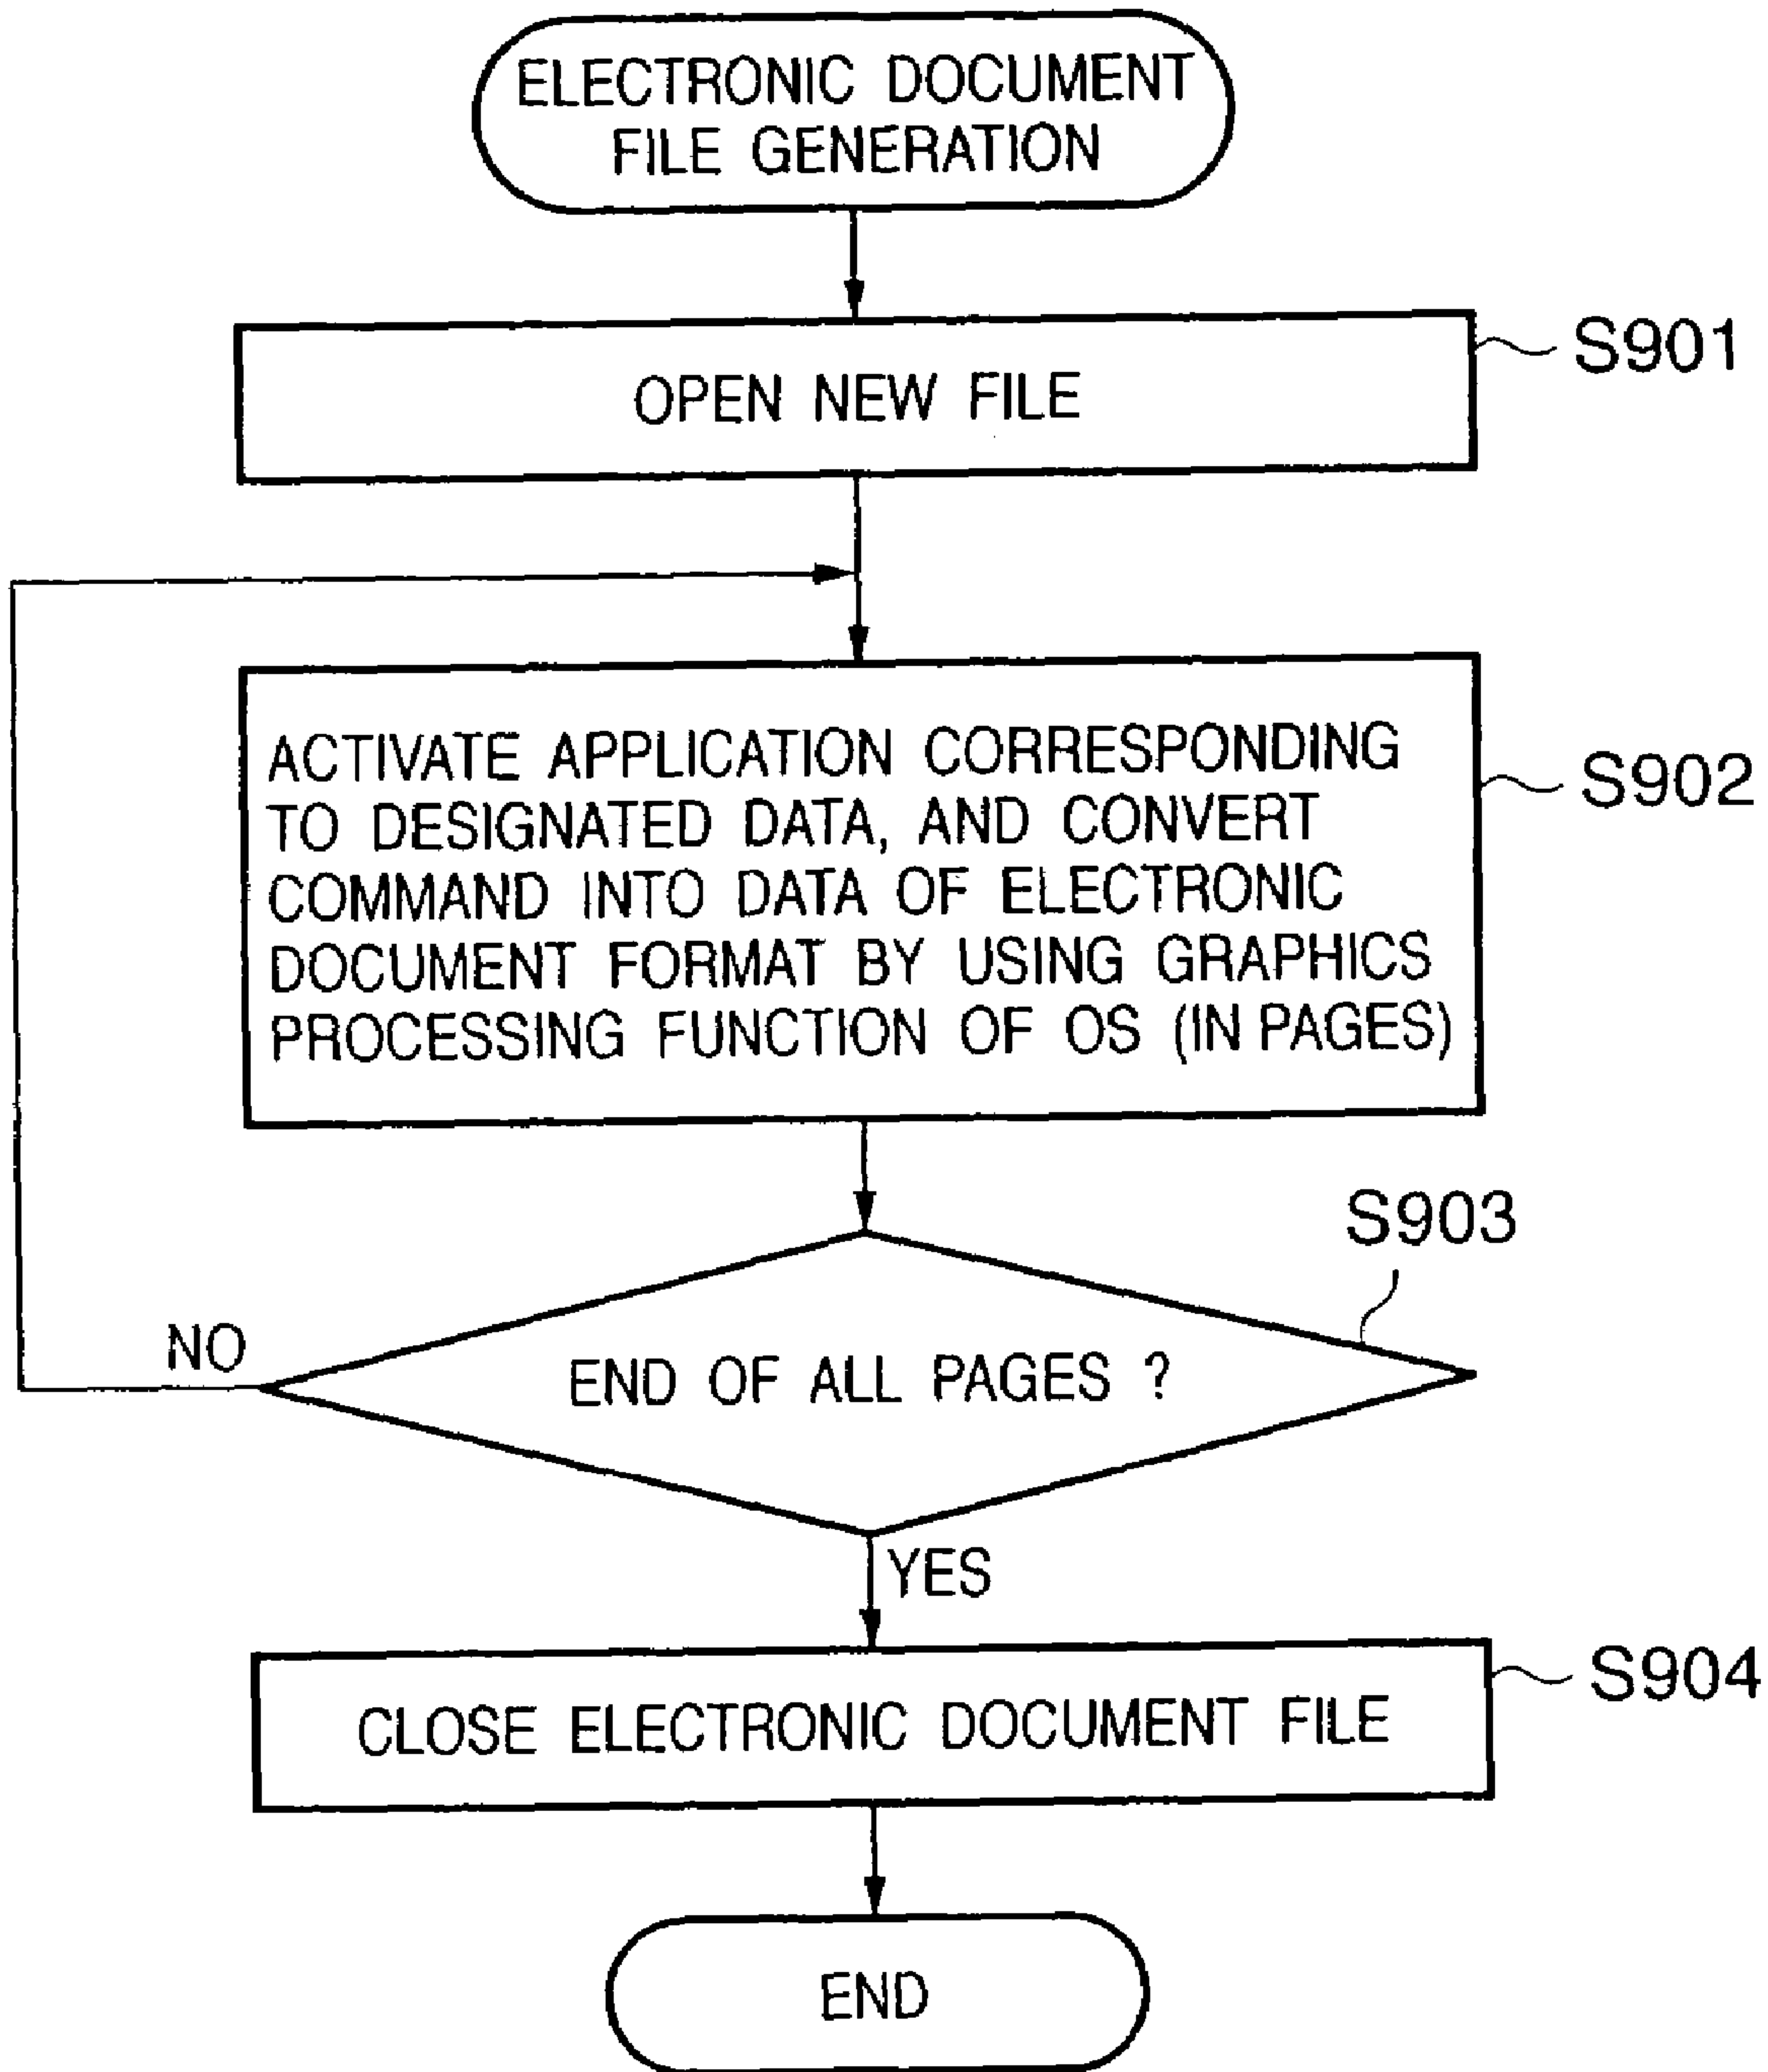 ELECTRONIC DOCUMENT
FILE GENERATION
S901
OPEN NEW FILE
S902
ACTIVATE APPLICATION CORRESPONDING
TO DESIGNATED DATA, AND CONVERT
COMMAND INTO DATA OF ELECTRONIC
DOCUMENT FORMAT BY USING GRAPHICS
PROCESSING FUNCTION OF OS (IN PAGES)
S903
NO
END OF ALL PAGES ?
YES
S904
CLOSE ELECTRONIC DOCUMENT FILE
END